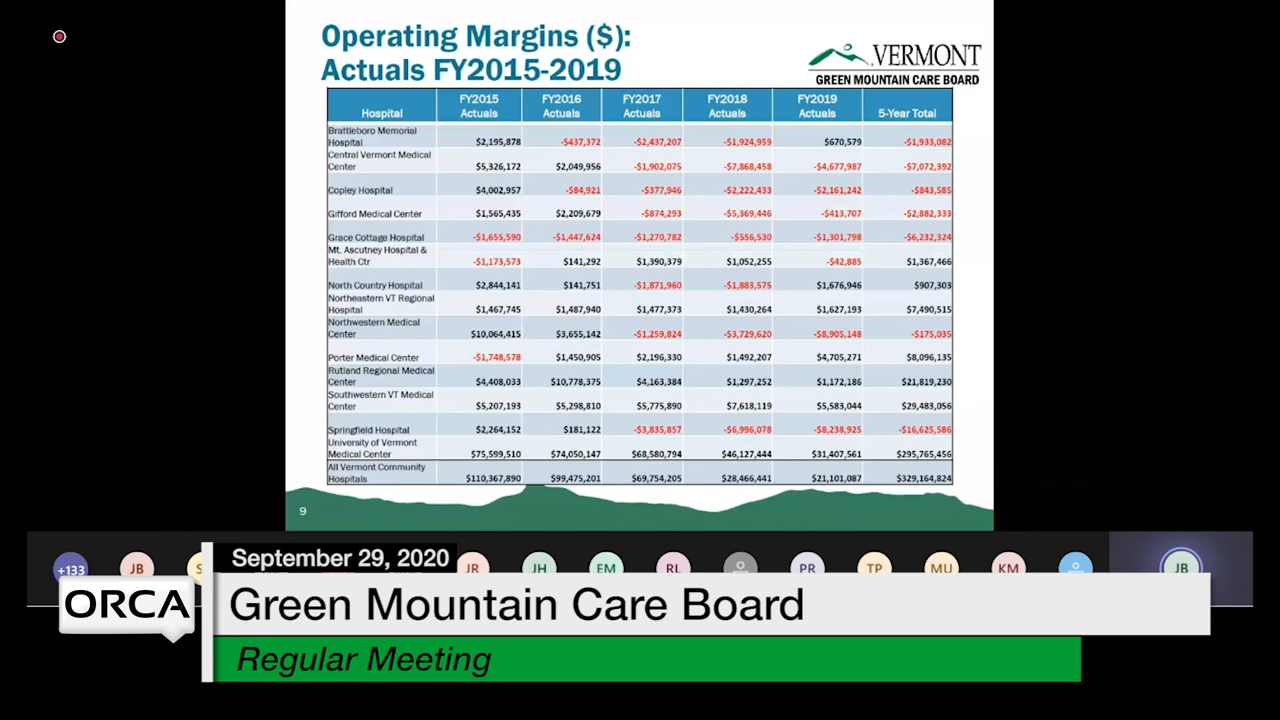 Operating Margins ($):
Actuals FY2015-2019
VERMONT
GREEN MOUNTAIN CARE BOARD
Hospital FY2015 Actuals FY2016 Actuals FY2017 Actuals FY2018 Actuals FY2019 Actuals 5-Year Total
Brattleboro Memorial Hospital $2,195,878 -$437,372 -$2,437,207 -$1,924,959 $670,579 -$1,933,082
Central Vermont Medical Center $5,326,172 $2,049,956 -$1,902,075 -$7,868,458 -$4,677,987 -$7,072,392
Copley Hospital $4,002,957 -$84,921 -$377,946 -$2,222,433 -$2,161,242 -$843,585
Gifford Medical Center $1,565,435 $2,209,679 -$874,293 -$5,369,446 -$413,707 -$2,882,333
Grace Cottage Hospital -$1,655,590 -$1,447,624 -$1,270,782 -$556,530 -$1,301,798 -$6,232,324
Mt. Ascutney Hospital & Health Ctr -$1,173,573 $141,292 $1,390,379 $1,052,255 -$42,885 $1,367,466
North Country Hospital $2,844,141 $141,751 -$1,871,960 -$1,883,575 $1,676,946 $907,303
Northeastern VT Regional Hospital $1,467,745 $1,487,940 $1,477,373 $1,430,264 $1,627,193 $7,490,515
Northwestern Medical Center $10,064,415 $3,655,142 -$1,259,824 -$3,729,620 -$8,905,148 -$175,035
Porter Medical Center -$1,748,578 $1,450,905 $2,196,330 $1,492,207 $4,705,271 $8,096,135
Rutland Regional Medical Center $4,408,033 $10,778,375 $4,163,384 $1,297,252 $1,172,186 $21,819,230
Southwestern VT Medical Center $5,207,193 $5,298,810 $5,775,890 $7,618,119 $5,583,044 $29,483,056
Springfield Hospital $2,264,152 $181,122 -$3,835,857 -$6,996,078 -$8,238,925 -$16,625,586
University of Vermont Medical Center $75,599,510 $74,050,147 $68,580,794 $46,127,444 $31,407,561 $295,765,456
All Vermont Community Hospitals $110,367,890 $99,475,201 $69,754,205 $28,466,441 $21,101,087 $329,164,824
9
+133 JB S JR JH EM RL PR TP MU KM JB
September 29, 2020
ORCA
Green Mountain Care Board
Regular Meeting